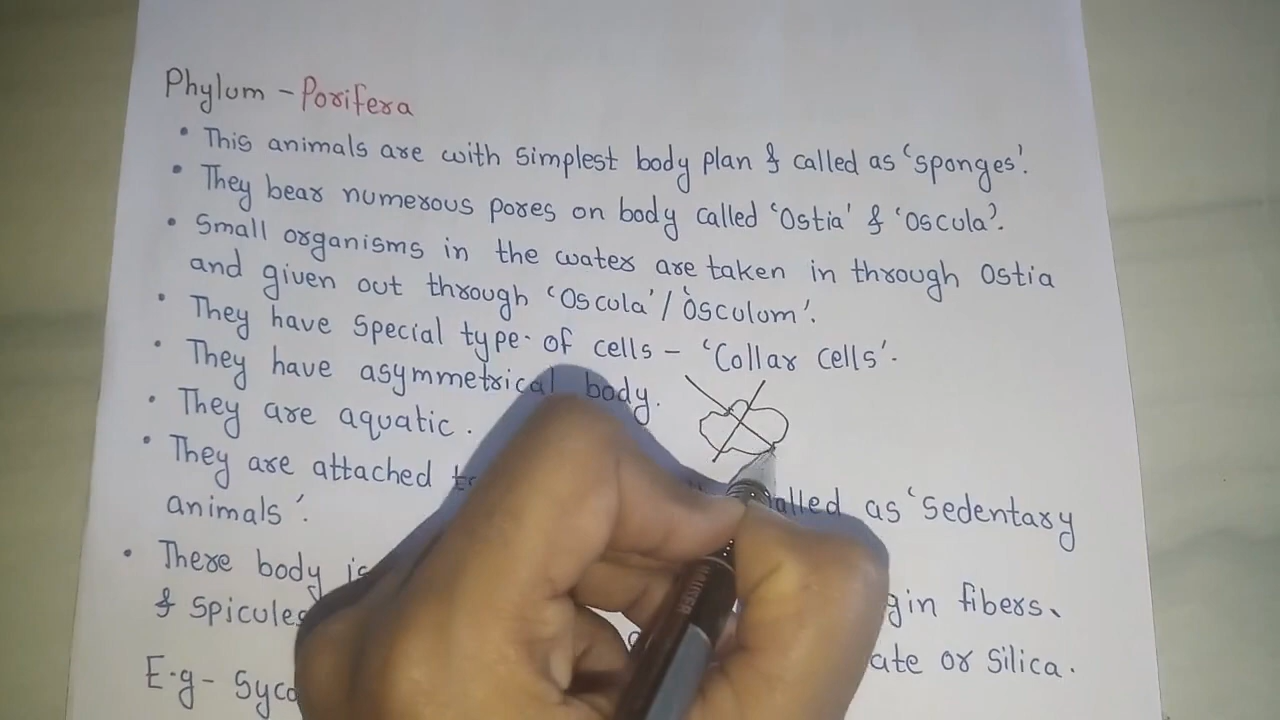 Phylum - Porifera
• This animals are with simplest body plan & called as ‘sponges’.
• They bear numerous pores on body called ‘Ostia’ & ‘Oscula’.
• Small organisms in the water are taken in through Ostia
and given out through ‘Oscula’/‘Osculum’.
• They have special type of cells – ‘Collar cells’.
• They have asymmetrical body.
• They are aquatic.
• They are attached called as ‘Sedentary
animals’.
• There body is gin fibers.
& spicules ate or silica.
E.g- Syco